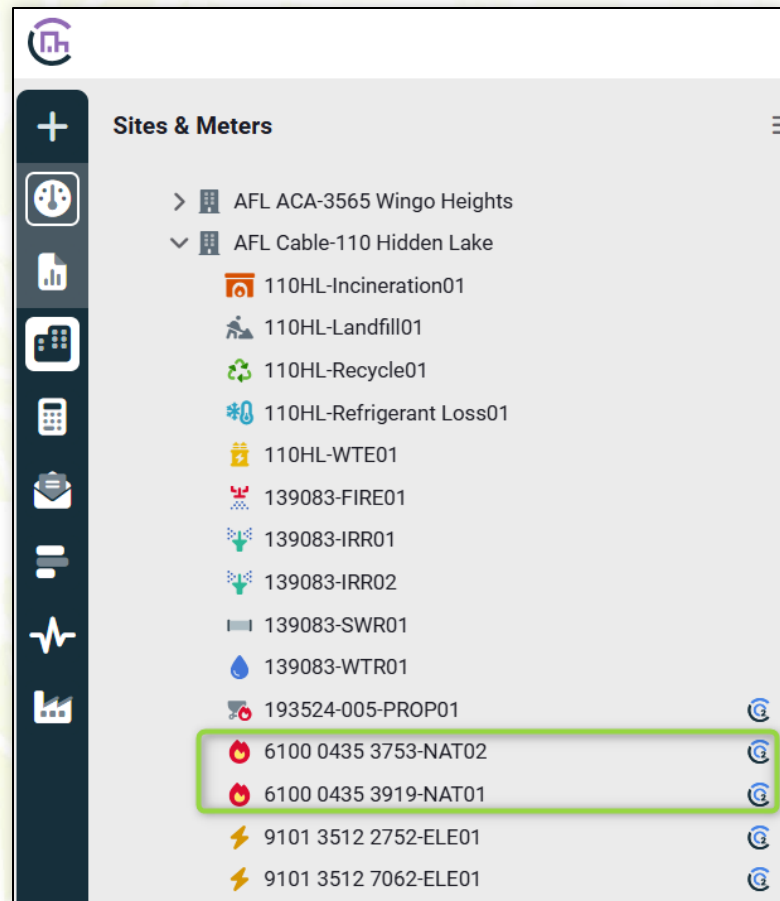 Sites & Meters
AFL ACA-3565 Wingo Heights
AFL Cable-110 Hidden Lake
110HL-Incineration01
110HL-Landfill01
110HL-Recycle01
110HL-Refrigerant Loss01
110HL-WTE01
139083-FIRE01
139083-IRR01
139083-IRR02
139083-SWR01
139083-WTR01
193524-005-PROP01
6100 0435 3753-NAT02
6100 0435 3919-NAT01
9101 3512 2752-ELE01
9101 3512 7062-ELE01